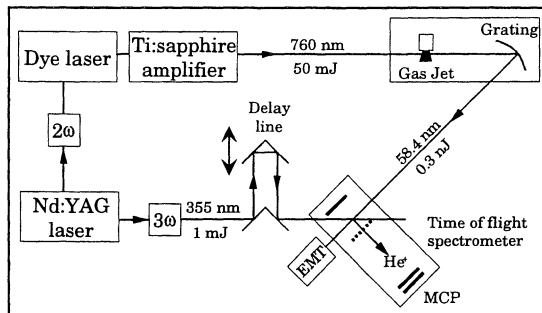 Dye laser
Ti:sapphire
amplifier
760 nm
50 mJ
Gas Jet
Grating
2ω
Delay
line
58.4 nm
0.3 nJ
Nd:YAG
laser
3ω
355 nm
1 mJ
Time of flight
spectrometer
EMT
He*
MCP